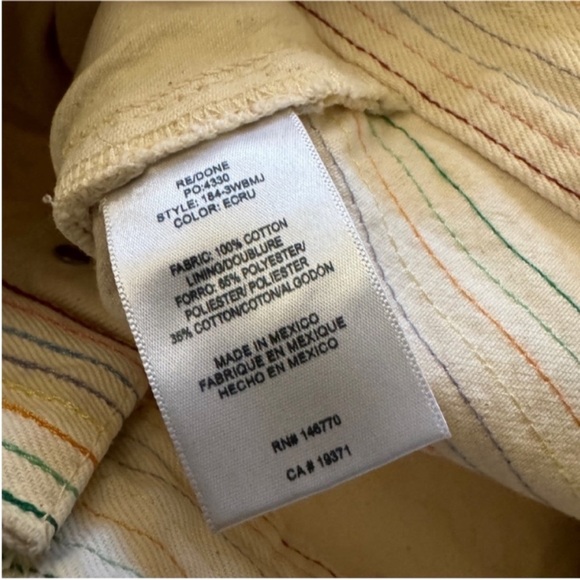 RE/DONE
PO:4330
STYLE: 184-3WBMJ
COLOR: ECRU
FABRIC: 100% COTTON
LINING/DOUBLURE
FORRO: 65% POLYESTER/
POLIESTER/ POLIESTER
35% COTTON/COTON/ALGODON
MADE IN MEXICO
FABRIQUE EN MEXIQUE
HECHO EN MEXICO
RN# 146770
CA # 19371